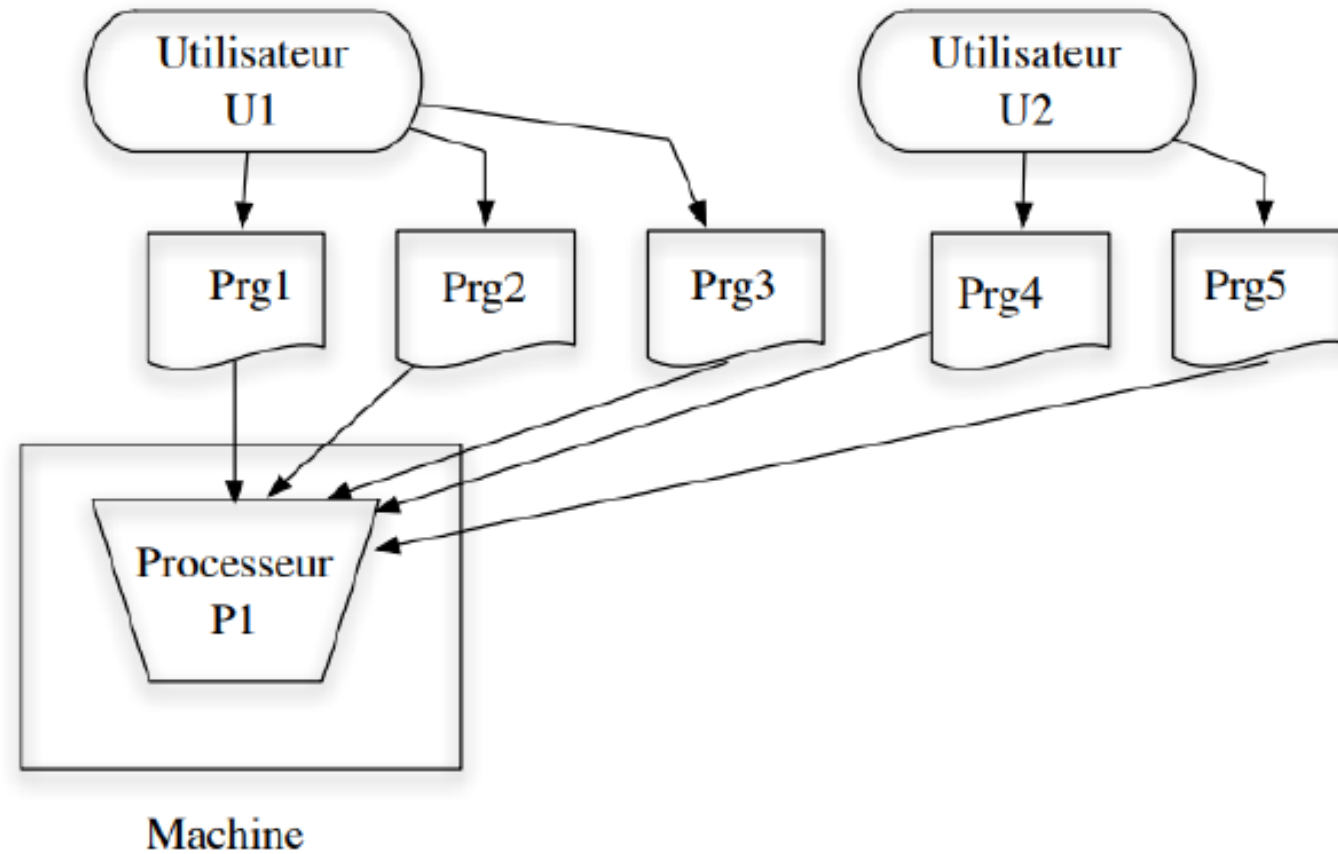 Utilisateur
U1
Utilisateur
U2
Prg1
Prg2
Prg3
Prg4
Prg5
Processeur
P1
Machine